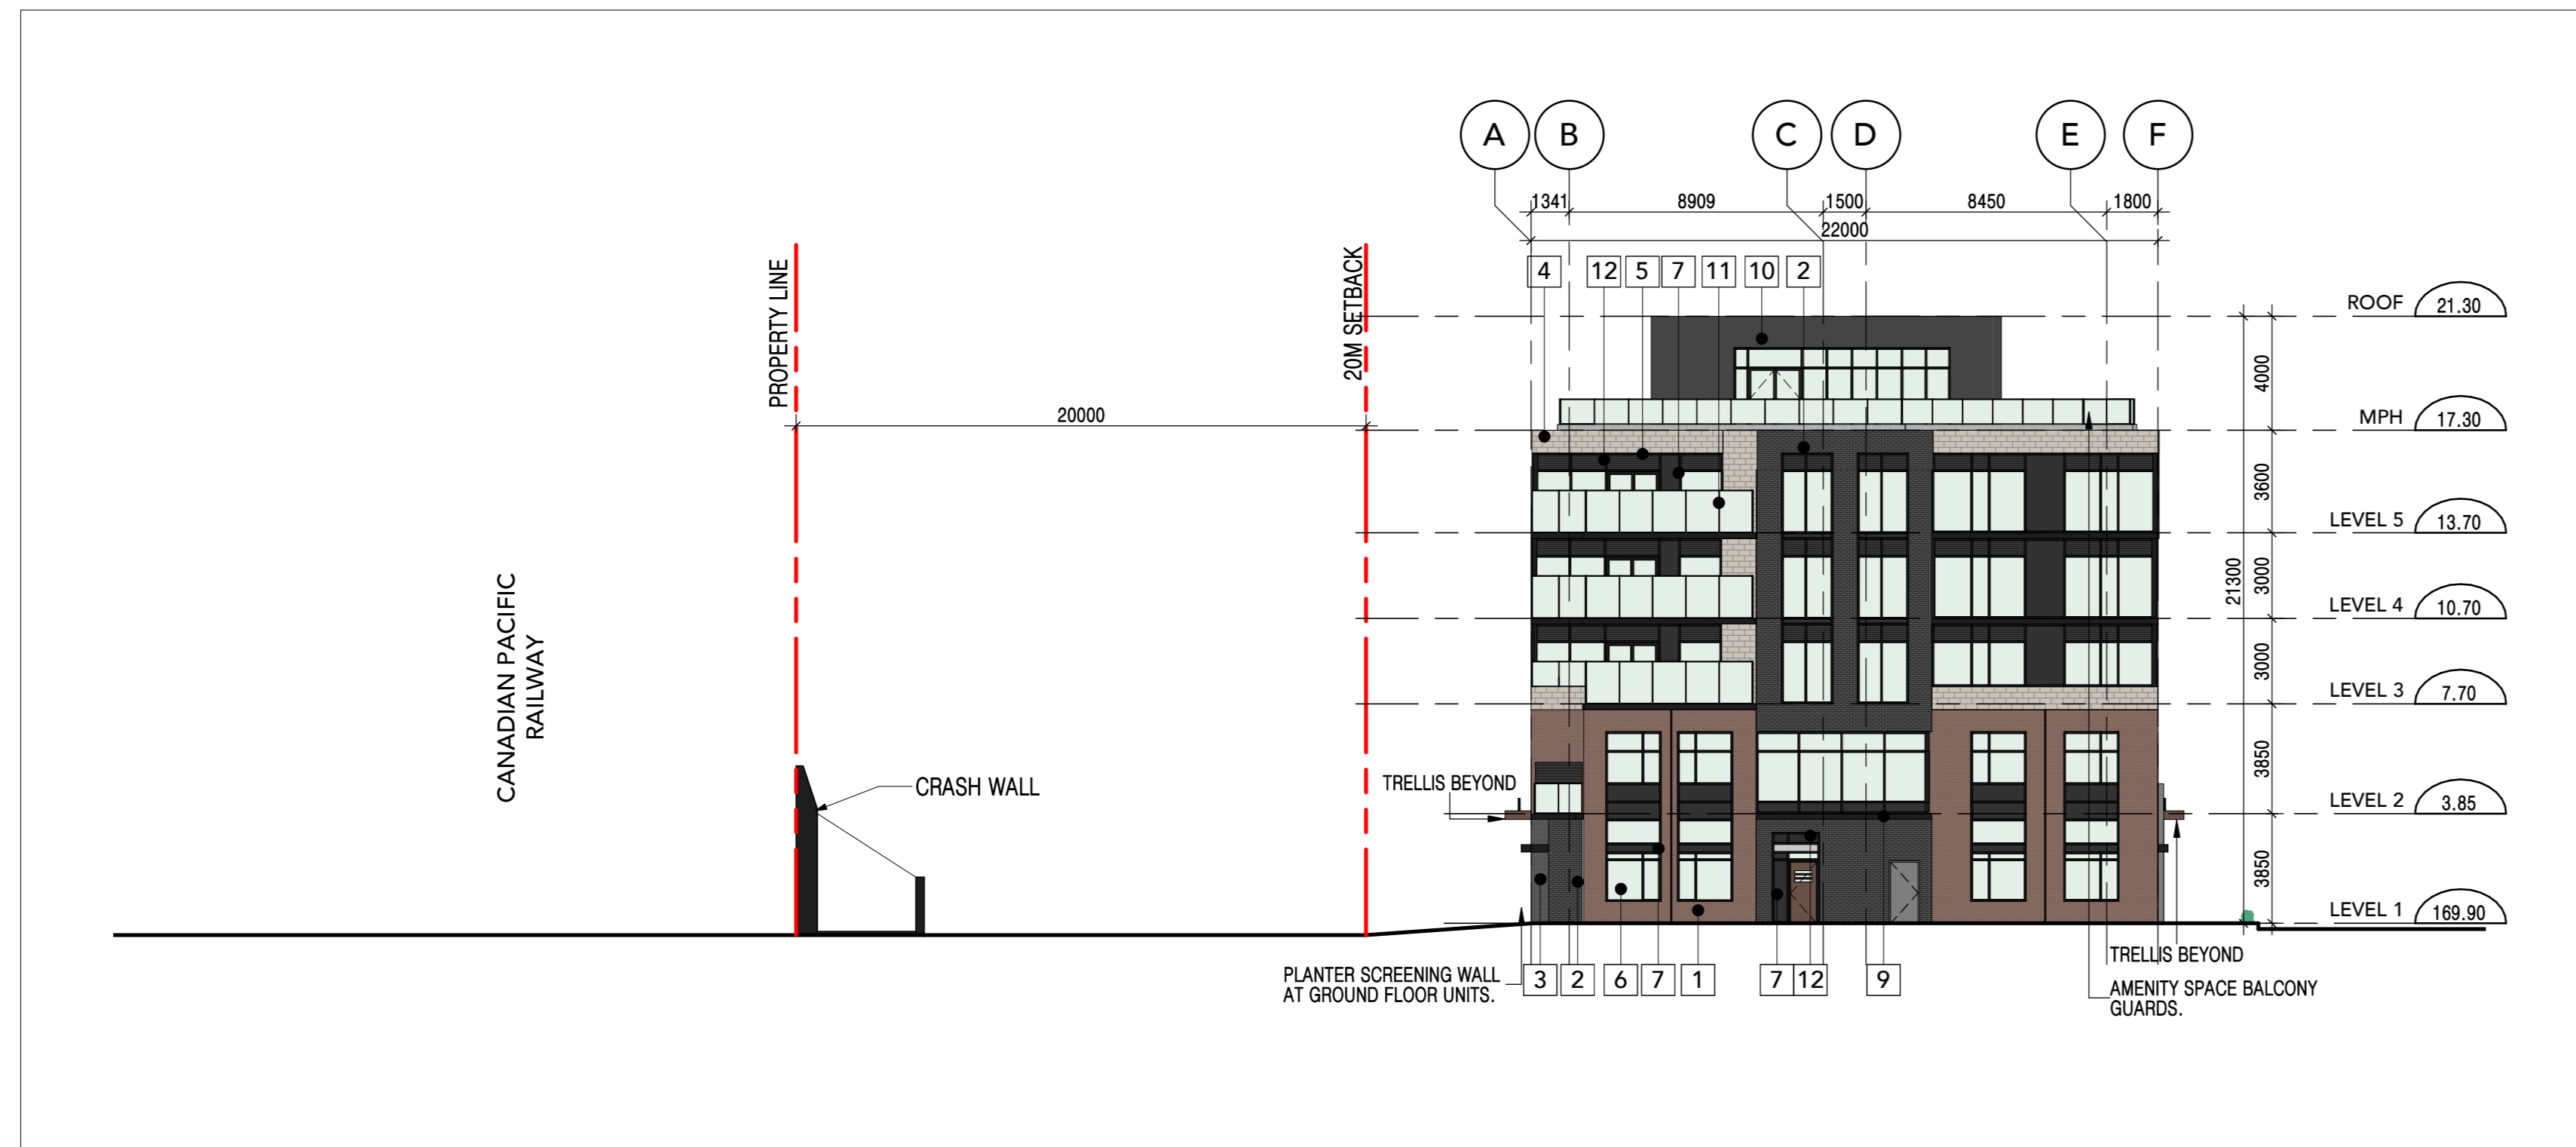 A
B
C
D
E
F
1341
8909
1500
8450
1800
22000
4
12
5
7
11
10
2
PROPERTY LINE
20M SETBACK
20000
ROOF
21.30
4000
MPH
17.30
3600
LEVEL 5
13.70
21300
3000
LEVEL 4
10.70
3000
LEVEL 3
7.70
3850
LEVEL 2
3.85
3850
LEVEL 1
169.90
CANADIAN PACIFIC
RAILWAY
CRASH WALL
TRELLIS BEYOND
PLANTER SCREENING WALL
AT GROUND FLOOR UNITS.
3
2
6
7
1
7
12
9
TRELLIS BEYOND
AMENITY SPACE BALCONY
GUARDS.